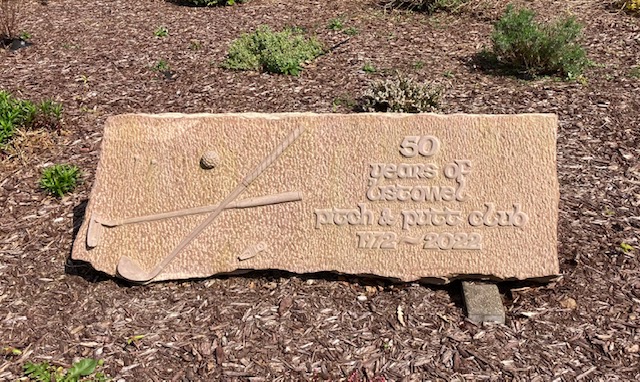 50
years of
Listowel
pitch & putt club
1972~2022